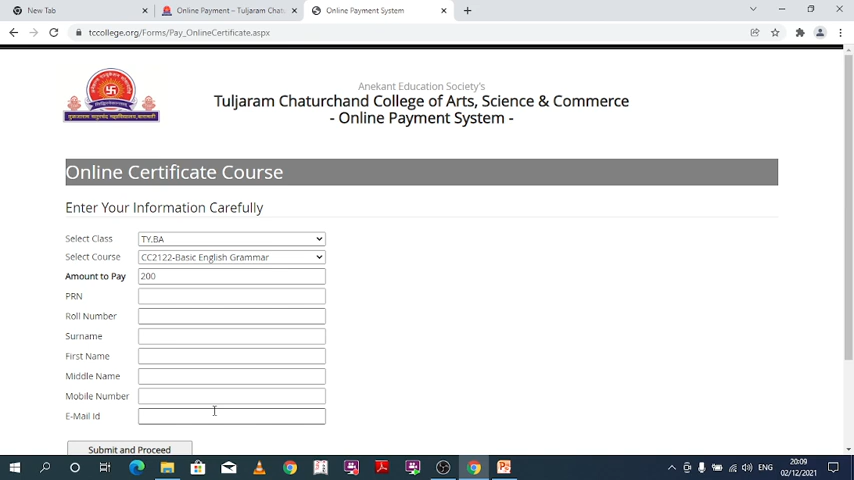 New Tab
Online Payment – Tuljaram Chatu
Online Payment System
tccollege.org/Forms/Pay_OnlineCertificate.aspx
Anekant Education Society's
Tuljaram Chaturchand College of Arts, Science & Commerce
- Online Payment System -
Online Certificate Course
Enter Your Information Carefully
Select Class TY.BA
Select Course CC2122-Basic English Grammar
Amount to Pay 200
PRN
Roll Number
Surname
First Name
Middle Name
Mobile Number
E-Mail Id
Submit and Proceed
ENG
20:09
02/12/2021